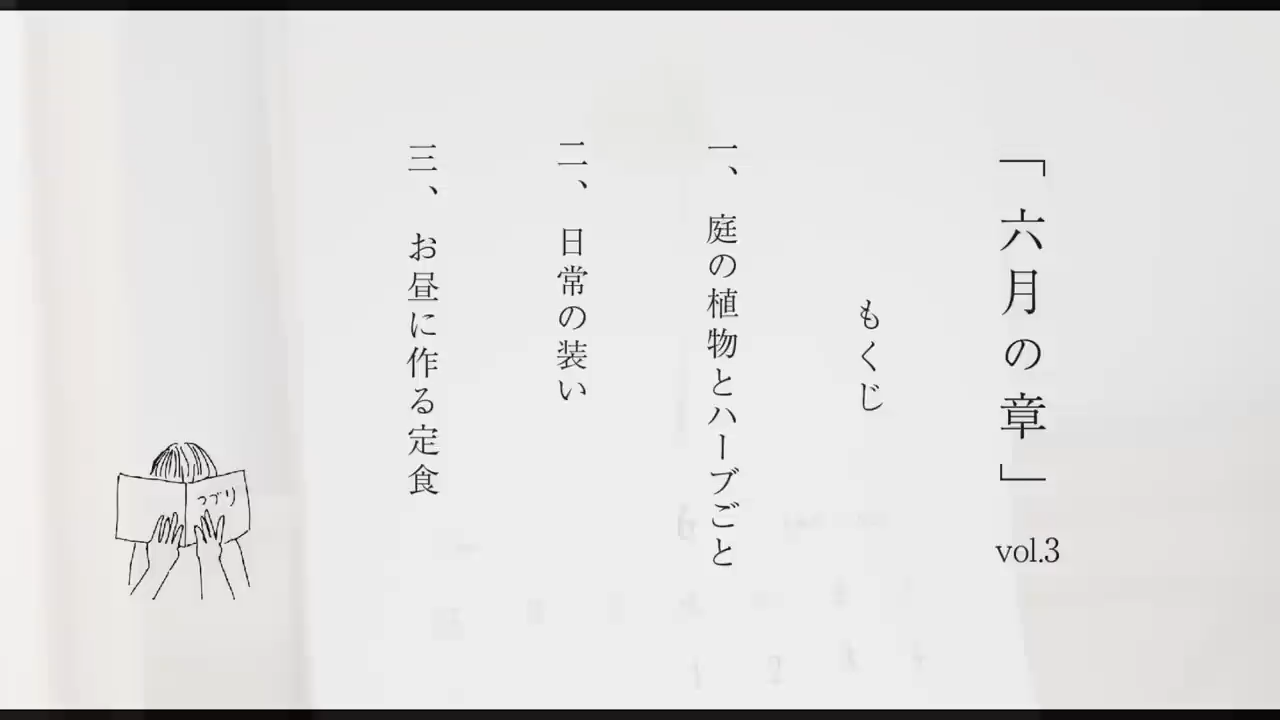 「六月の章」
vol.3
もくじ
一、庭の植物とハーブごと
二、日常の装い
三、お昼に作る定食
つづり